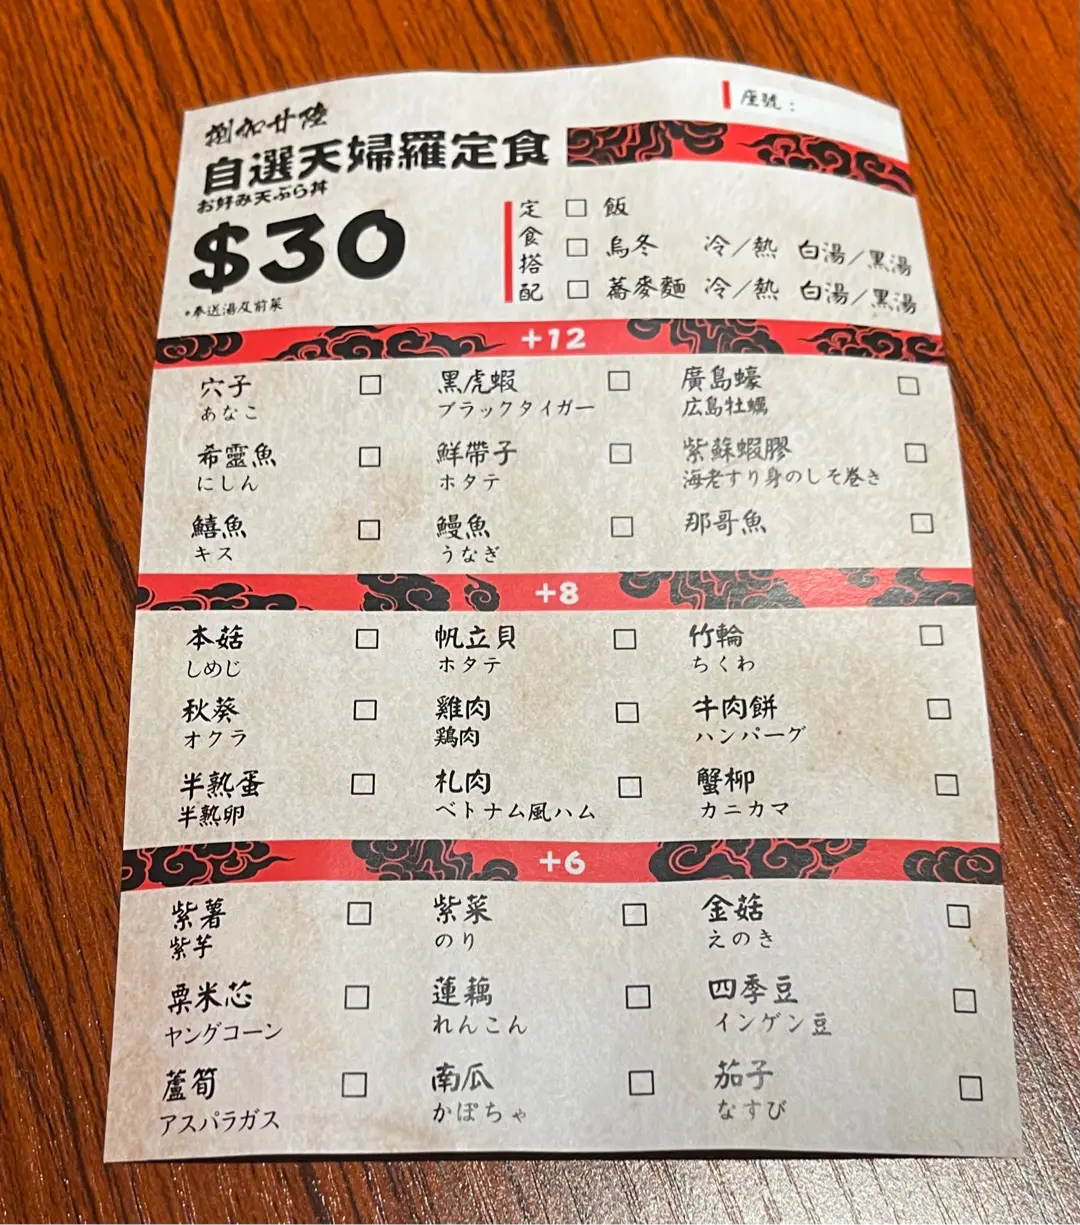 捌伽廿陸
座號：
自選天婦羅定食
お好み天ぷら丼
$30
*奉送湯及前菜
定食搭配
□ 飯
□ 烏冬 冷/熱 白湯/黑湯
□ 蕎麥麵 冷/熱 白湯/黑湯
+12
穴子 □ 黑虎蝦 □ 廣島蠔 □
あなこ ブラックタイガー 広島牡蠣
希靈魚 □ 鮮帶子 □ 紫蘇蝦膠 □
にしん ホタテ 海老すり身のしそ巻き
鱚魚 □ 鰻魚 □ 那哥魚 □
キス うなぎ
+8
本菇 □ 帆立貝 □ 竹輪 □
しめじ ホタテ ちくわ
秋葵 □ 雞肉 □ 牛肉餅 □
オクラ 鶏肉 ハンパーグ
半熟蛋 □ 札肉 □ 蟹柳 □
半熟卵 ベトナム風ハム カニカマ
+6
紫薯 □ 紫菜 □ 金菇 □
紫芋 のり えのき
粟米芯 □ 蓮藕 □ 四季豆 □
ヤングコーン れんこん インゲン豆
蘆筍 □ 南瓜 □ 茄子 □
アスパラガス かぼちゃ なすび